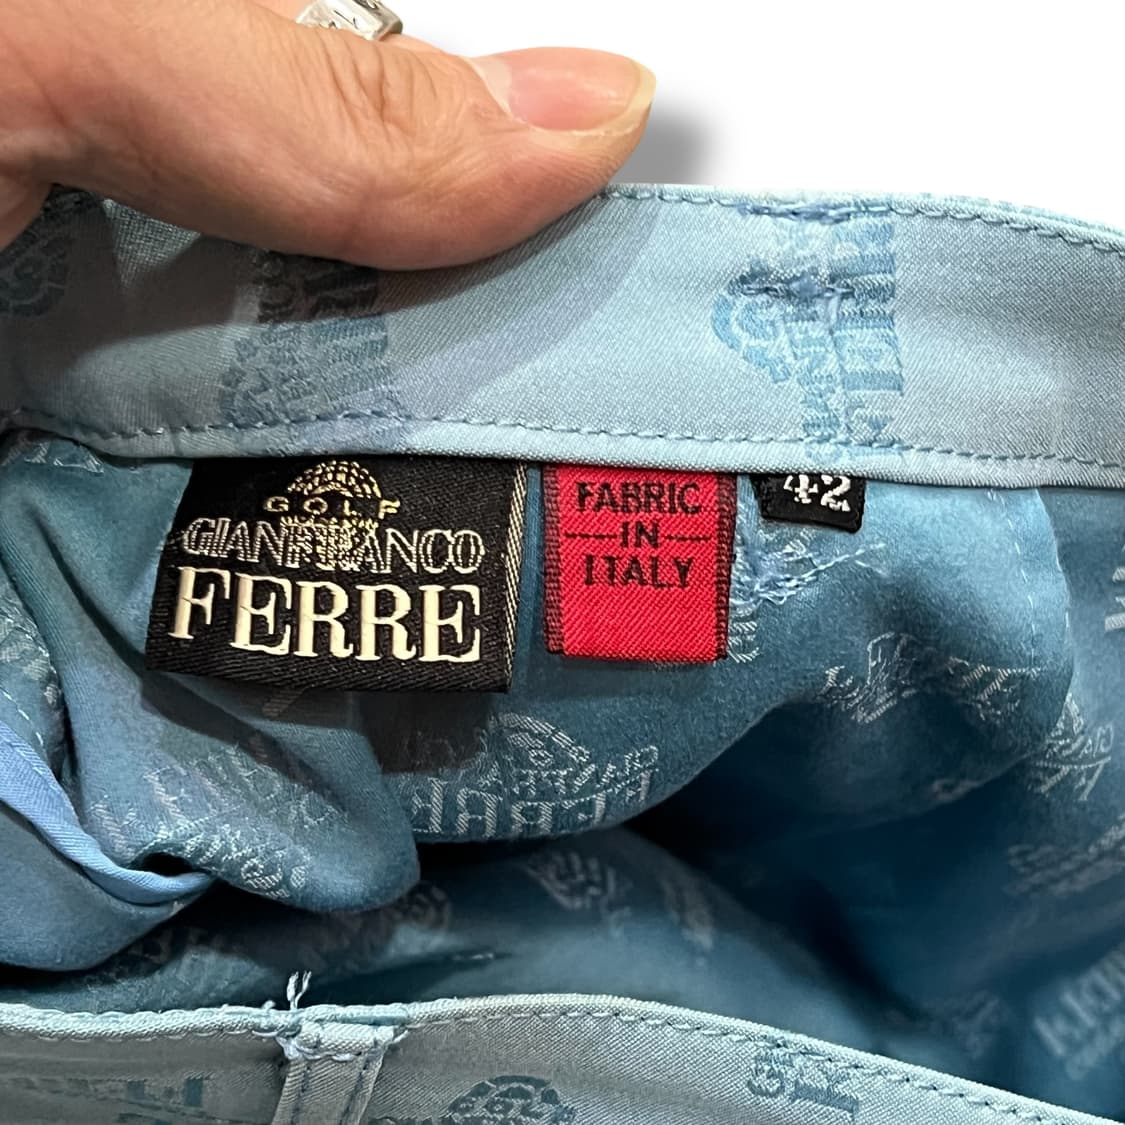 GOLF
GIANFRANCO
FERRE
FABRIC
IN
ITALY
42